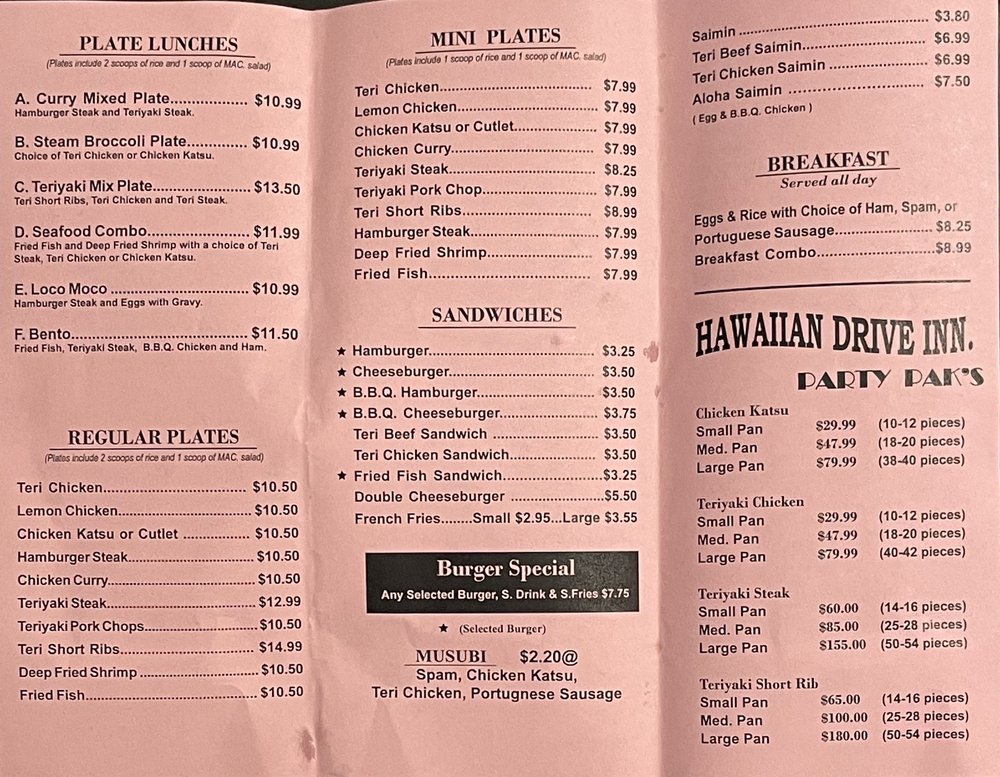 PLATE LUNCHES
(Plates include 2 scoops of rice and 1 scoop of MAC. salad)
A. Curry Mixed Plate................. $10.99
Hamburger Steak and Teriyaki Steak.
B. Steam Broccoli Plate.............. $10.99
Choice of Teri Chicken or Chicken Katsu.
C. Teriyaki Mix Plate...................... $13.50
Teri Short Ribs, Teri Chicken and Teri Steak.
D. Seafood Combo....................... $11.99
Fried Fish and Deep Fried Shrimp with a choice of Teri
Steak, Teri Chicken or Chicken Katsu.
E. Loco Moco ............................... $10.99
Hamburger Steak and Eggs with Gravy.
F. Bento........................................ $11.50
Fried Fish, Teriyaki Steak, B.B.Q. Chicken and Ham.
REGULAR PLATES
(Plates include 2 scoops of rice and 1 scoop of MAC. salad)
Teri Chicken.................................. $10.50
Lemon Chicken............................... $10.50
Chicken Katsu or Cutlet ................ $10.50
Hamburger Steak............................. $10.50
Chicken Curry.................................. $10.50
Teriyaki Steak................................... $12.99
Teriyaki Pork Chops.......................... $10.50
Teri Short Ribs................................ $14.99
Deep Fried Shrimp ............................ $10.50
Fried Fish....................................... $10.50
MINI PLATES
(Plates include 1 scoop of rice and 1 scoop of MAC. salad)
Teri Chicken................................... $7.99
Lemon Chicken................................ $7.99
Chicken Katsu or Cutlet................... $7.99
Chicken Curry................................. $7.99
Teriyaki Steak................................. $8.25
Teriyaki Pork Chop.......................... $7.99
Teri Short Ribs............................... $8.99
Hamburger Steak............................ $7.99
Deep Fried Shrimp.......................... $7.99
Fried Fish....................................... $7.99
SANDWICHES
★ Hamburger..................................... $3.25
★ Cheeseburger................................ $3.50
★ B.B.Q. Hamburger.......................... $3.50
★ B.B.Q. Cheeseburger...................... $3.75
Teri Beef Sandwich ........................ $3.50
Teri Chicken Sandwich.................... $3.50
★ Fried Fish Sandwich.......................$3.25
Double Cheeseburger .....................$5.50
French Fries........Small $2.95...Large $3.55
Burger Special
Any Selected Burger, S. Drink & S.Fries $7.75
★ (Selected Burger)
MUSUBI $2.20@
Spam, Chicken Katsu,
Teri Chicken, Portugnese Sausage
Saimin ............................................ $3.80
Teri Beef Saimin............................. $6.99
Teri Chicken Saimin ....................... $6.99
Aloha Saimin ................................ $7.50
( Egg & B.B.Q. Chicken )
BREAKFAST
Served all day
Eggs & Rice with Choice of Ham, Spam, or
Portuguese Sausage....................... $8.25
Breakfast Combo............................$8.99
HAWAIIAN DRIVE INN.
PARTY PAK'S
Chicken Katsu
Small Pan $29.99 (10-12 pieces)
Med. Pan $47.99 (18-20 pieces)
Large Pan $79.99 (38-40 pieces)
Teriyaki Chicken
Small Pan $29.99 (10-12 pieces)
Med. Pan $47.99 (18-20 pieces)
Large Pan $79.99 (40-42 pieces)
Teriyaki Steak
Small Pan $60.00 (14-16 pieces)
Med. Pan $85.00 (25-28 pieces)
Large Pan $155.00 (50-54 pieces)
Teriyaki Short Rib
Small Pan $65.00 (14-16 pieces)
Med. Pan $100.00 (25-28 pieces)
Large Pan $180.00 (50-54 pieces)